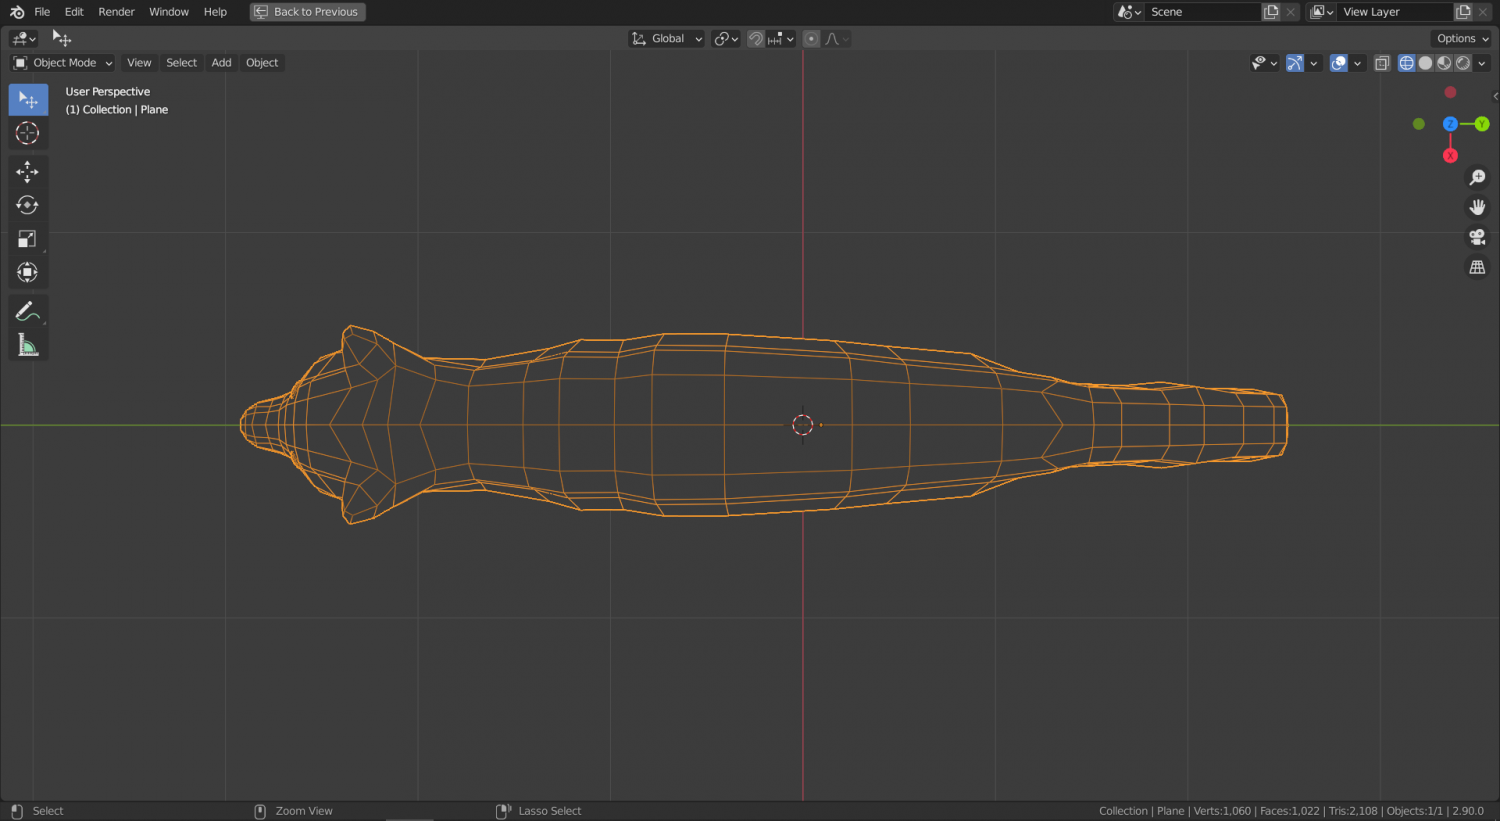 File Edit Render Window Help Back to Previous Scene View Layer
Global Options
Object Mode View Select Add Object
User Perspective
(1) Collection | Plane
Z Y
X
Select Zoom View Lasso Select Collection | Plane | Verts:1,060 | Faces:1,022 | Tris:2,108 | Objects:1/1 | 2.90.0